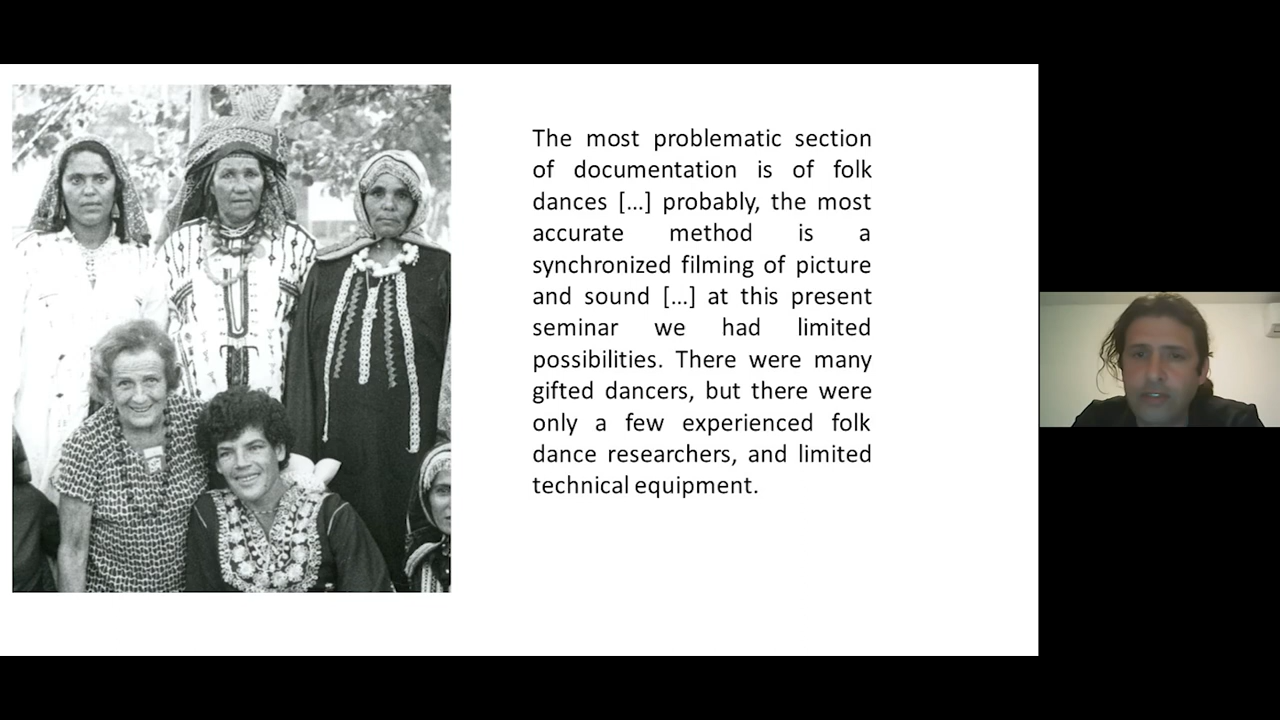 The most problematic section
of documentation is of folk
dances [...] probably, the most
accurate method is a
synchronized filming of picture
and sound [...] at this present
seminar we had limited
possibilities. There were many
gifted dancers, but there were
only a few experienced folk
dance researchers, and limited
technical equipment.